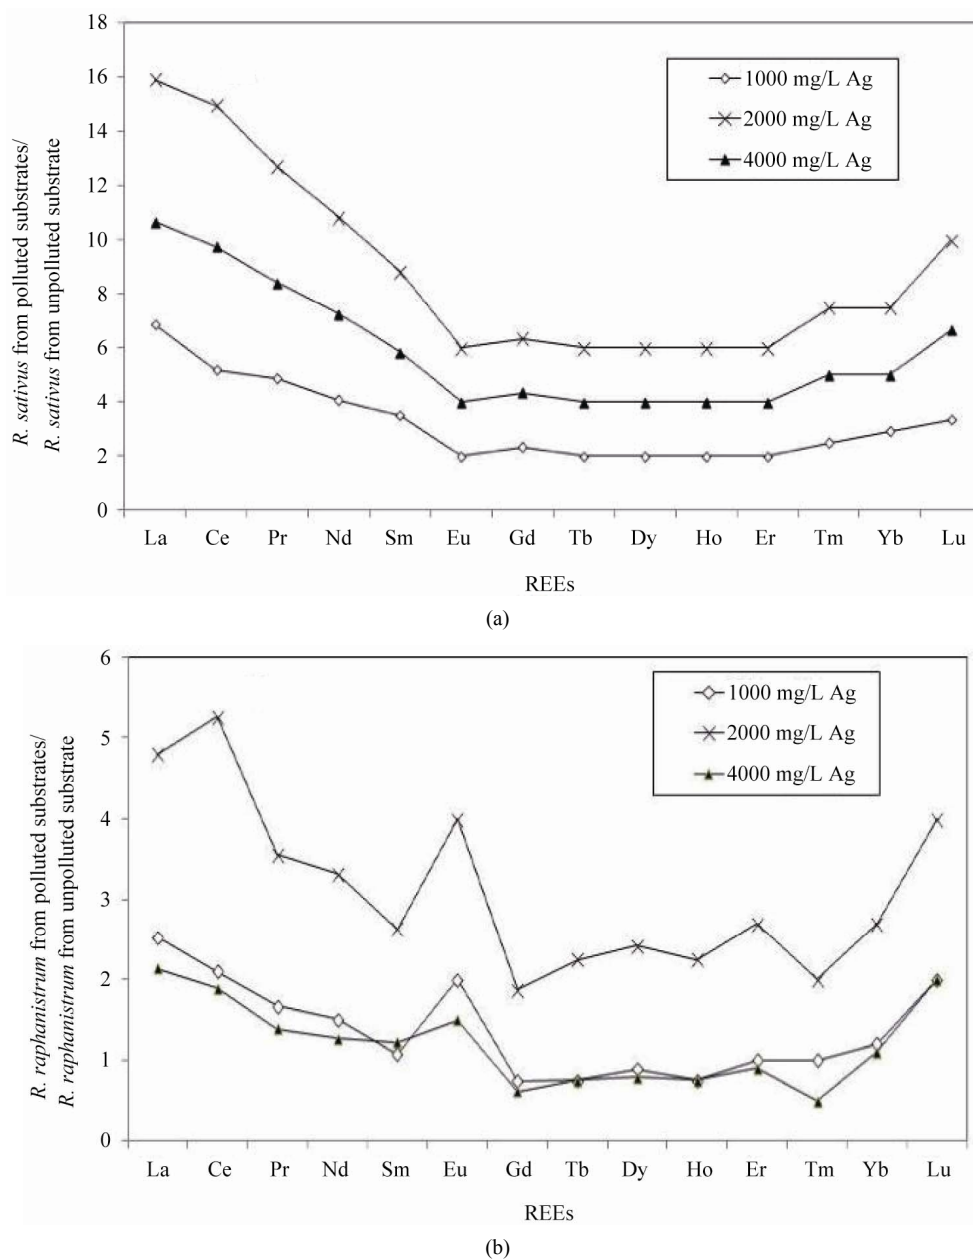 18
16
14
12
10
8
6
4
2
0
R. sativus from polluted substrates/
R. sativus from unpolluted substrate
1000 mg/L Ag
2000 mg/L Ag
4000 mg/L Ag
La Ce Pr Nd Sm Eu Gd Tb Dy Ho Er Tm Yb Lu
REEs
(a)
6
5
4
3
2
1
0
R. raphanistrum from polluted substrates/
R. raphanistrum from unpolluted substrate
1000 mg/L Ag
2000 mg/L Ag
4000 mg/L Ag
La Ce Pr Nd Sm Eu Gd Tb Dy Ho Er Tm Yb Lu
REEs
(b)